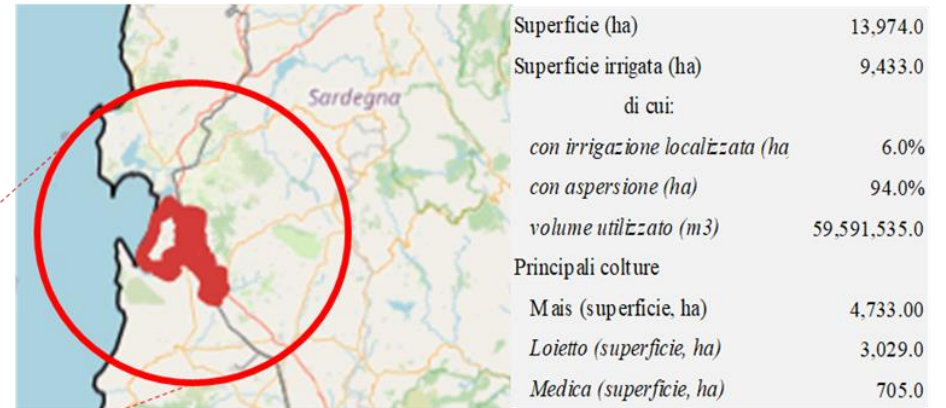 Sardegna
Superficie (ha) 13,974.0
Superficie irrigata (ha) 9,433.0
di cui:
con irrigazione localizzata (ha 6.0%
con aspersione (ha) 94.0%
volume utilizzato (m3) 59,591,535.0
Principali colture
Mais (superficie, ha) 4,733.00
Loietto (superficie, ha) 3,029.0
Medica (superficie, ha) 705.0